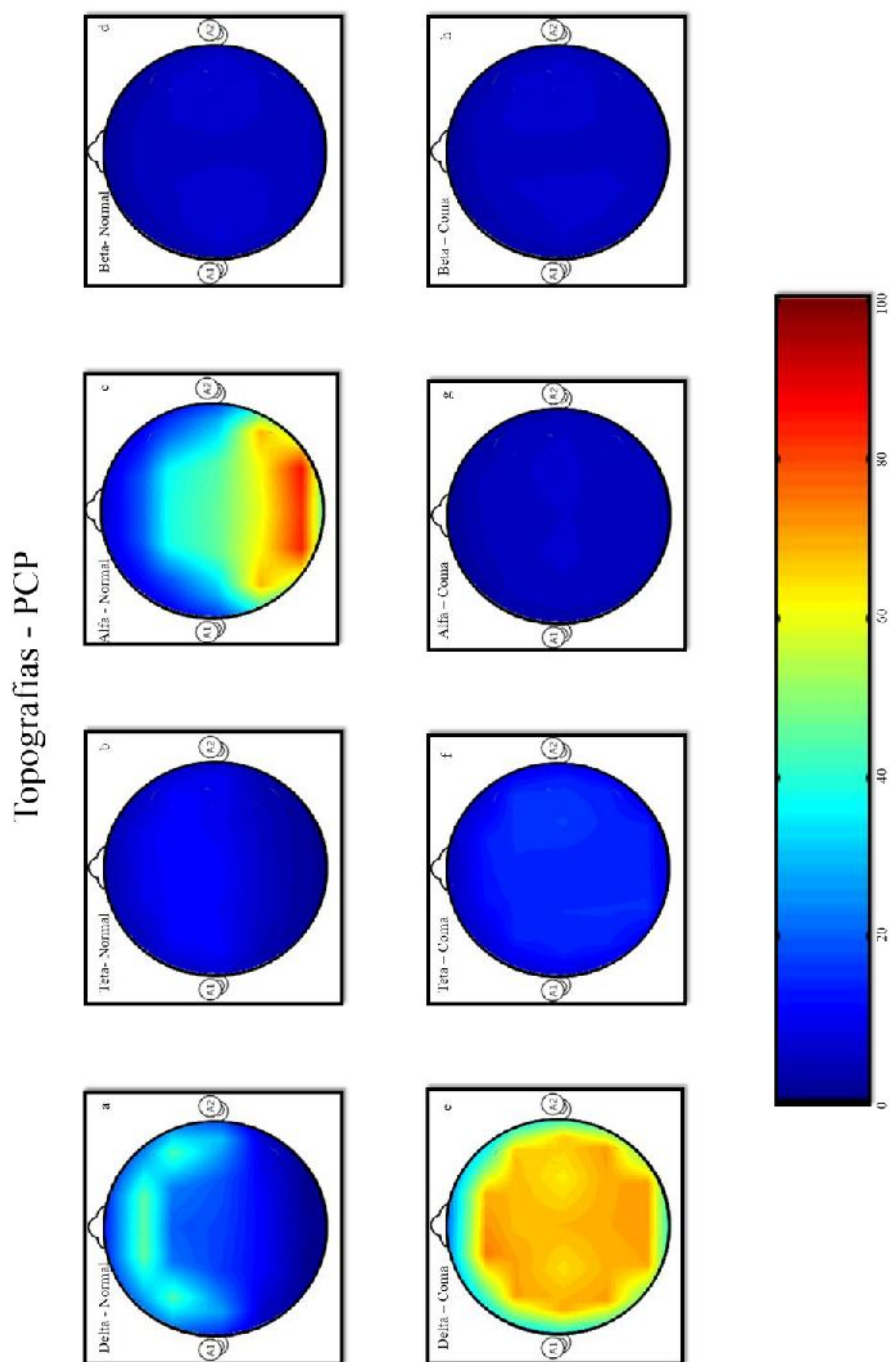 Topografias - PCP
Delta - Normal
a
A1
A2
Teta- Normal
b
A1
A2
Alfa - Normal
c
A1
A2
Beta- Normal
d
A1
A2
Delta – Coma
e
A1
A2
Teta – Coma
f
A1
A2
Alfa – Coma
g
A1
A2
Beta – Coma
h
A1
A2
0 20 40 60 80 100